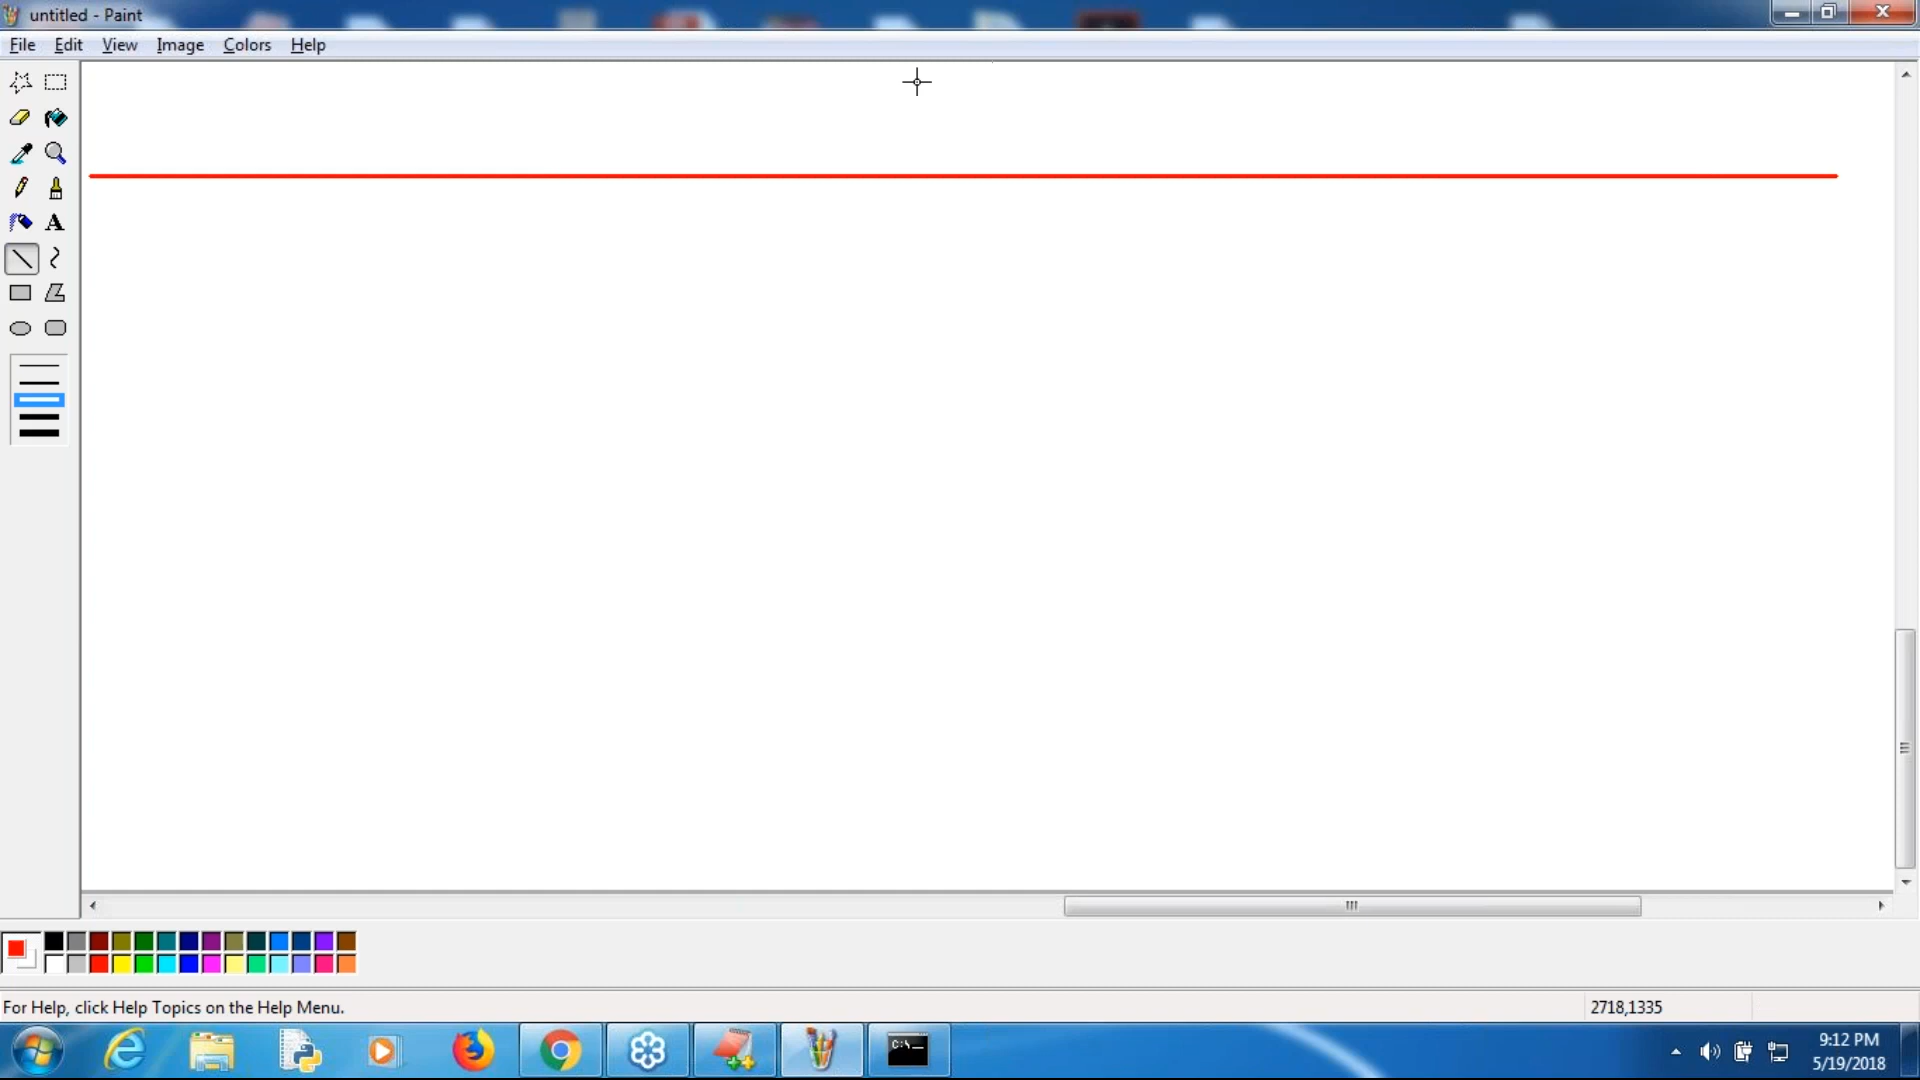 untitled - Paint
File Edit View Image Colors Help
A
For Help, click Help Topics on the Help Menu.
2718,1335
C:\_
9:12 PM
5/19/2018